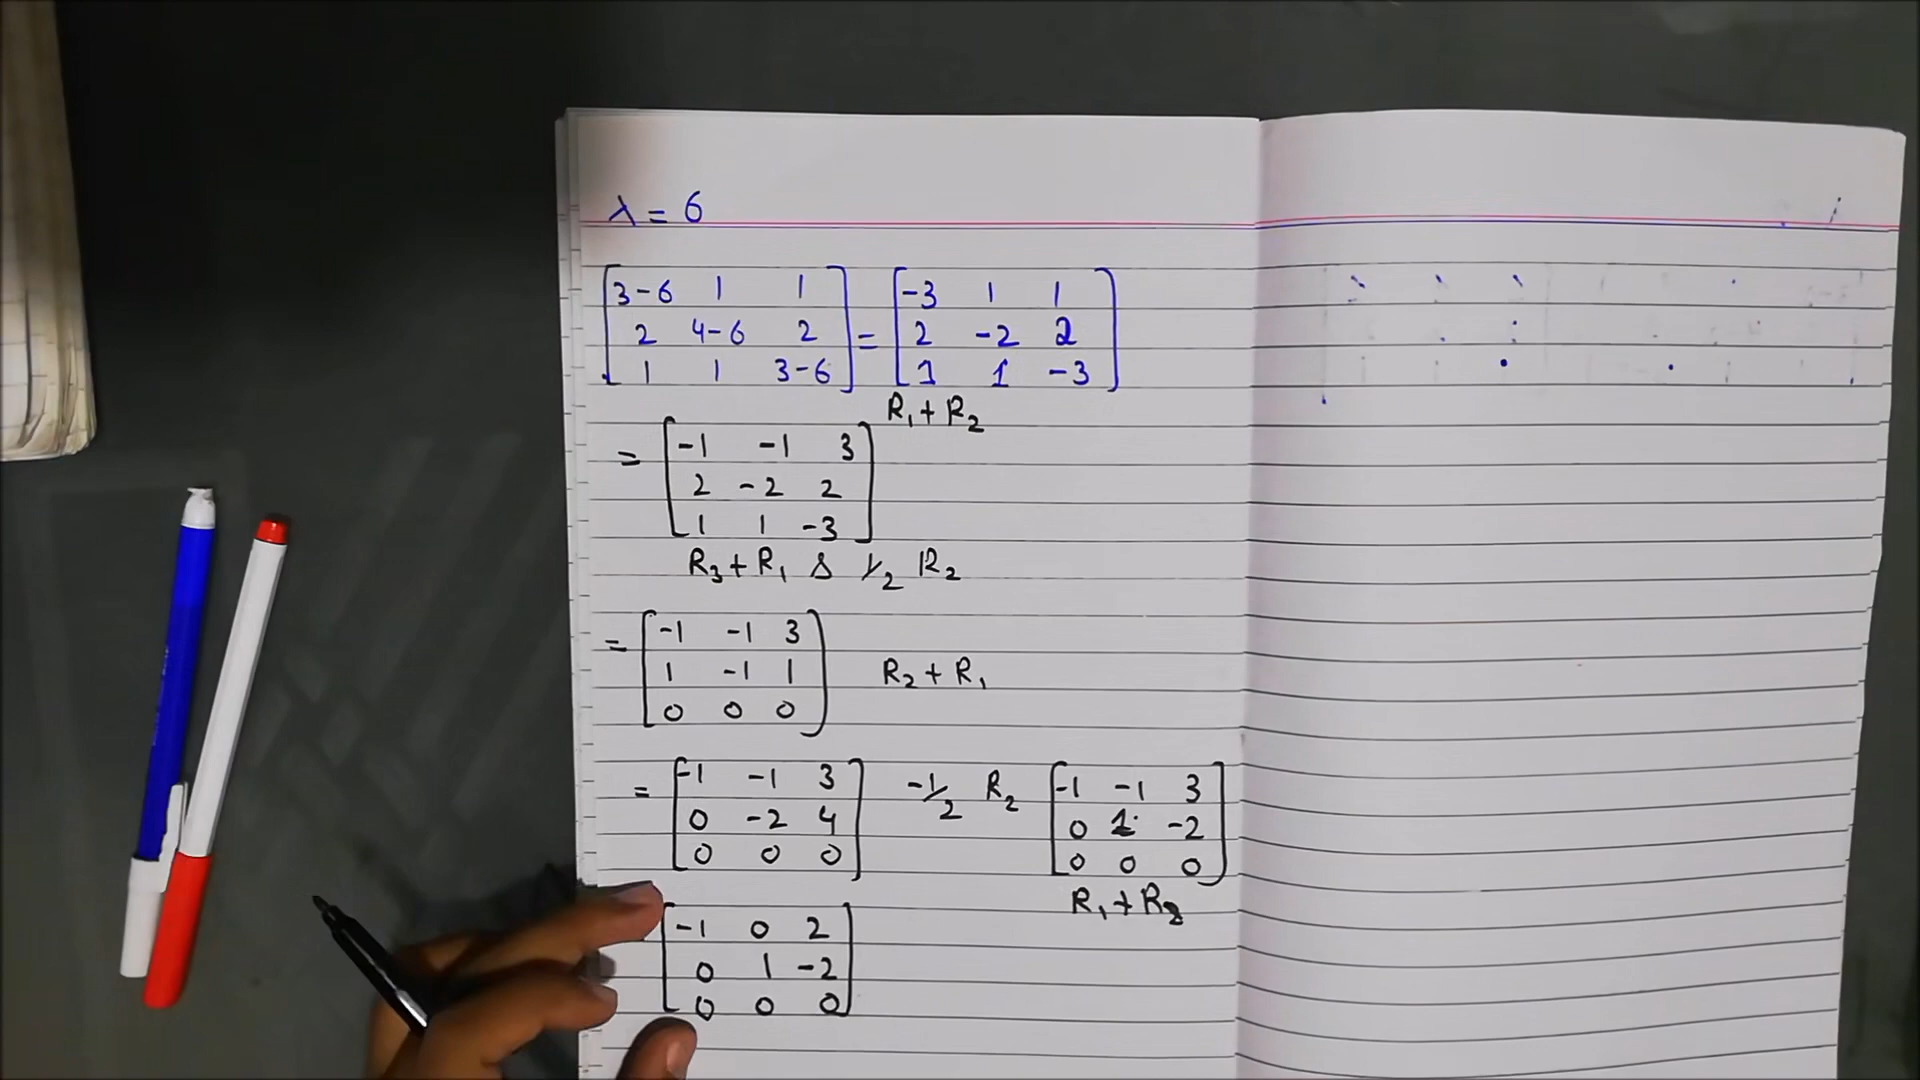 λ = 6
[3-6 1 1] = [-3 1 1]
[2 4-6 2] [2 -2 2]
[1 1 3-6] [1 1 -3]
R₁ + R₂
= [-1 -1 3]
[2 -2 2]
[1 1 -3]
R₃ + R₁ & 1/2 R₂
= [-1 -1 3]
[1 -1 1] R₂ + R₁
[0 0 0]
= [-1 -1 3] -1/2 R₂ [-1 -1 3]
[0 -2 4] [0 1 -2]
[0 0 0] [0 0 0]
R₁ + R₂
[-1 0 2]
[0 1 -2]
[0 0 0]